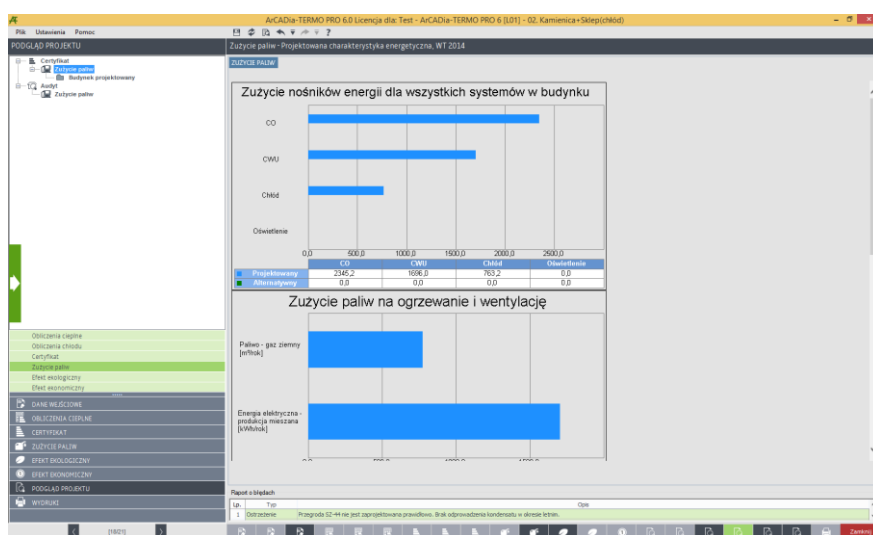 ArCADia-TERMO PRO 6.0 Licencja dla: Test - ArCADia-TERMO PRO 6 [L01] - 02. Kamienica+Sklep(chłód)
Plik Ustawienia Pomoc
PODGLĄD PROJEKTU
Zużycie paliw-Projektowana charakterystyka energetyczna, WT 2014
Certyfikat
Zużycie paliw
Budynek projektowany
Audyt
Zużycie paliw
ZUŻYCIE PALIW
Zużycie nośników energii dla wszystkich systemów w budynku
CO
CWU
Chłód
Oświetlenie
0,0 500,0 1000,0 1500,0 2000,0 2500,0
CO CWU Chłód Oświetlenie
Projektowany 2345,2 1696,0 763,2 0,0
Alternatywny 0,0 0,0 0,0 0,0
Zużycie paliw na ogrzewanie i wentylację
Paliwo - gaz ziemny
[m³/rok]
Energia elektryczna -
produkcja mieszana
[kWh/rok]
Obliczenia cieplne
Obliczenia chłodu
Certyfikat
Zużycie paliw
Efekt ekologiczny
Efekt ekonomiczny
DANE WEJŚCIOWE
OBLICZENIA CIEPLNE
CERTYFIKAT
ZUŻYCIE PALIW
EFEKT EKOLOGICZNY
EFEKT EKONOMICZNY
PODGLĄD PROJEKTU
WYDRUKI
Raport o błędach
Lp. Typ Opis
1 Ostrzeżenie Przegroda SZ-44 nie jest zaprojektowana prawidłowo. Brak odprowadzenia kondensatu w okresie letnim.
[18/21]
Zamknij